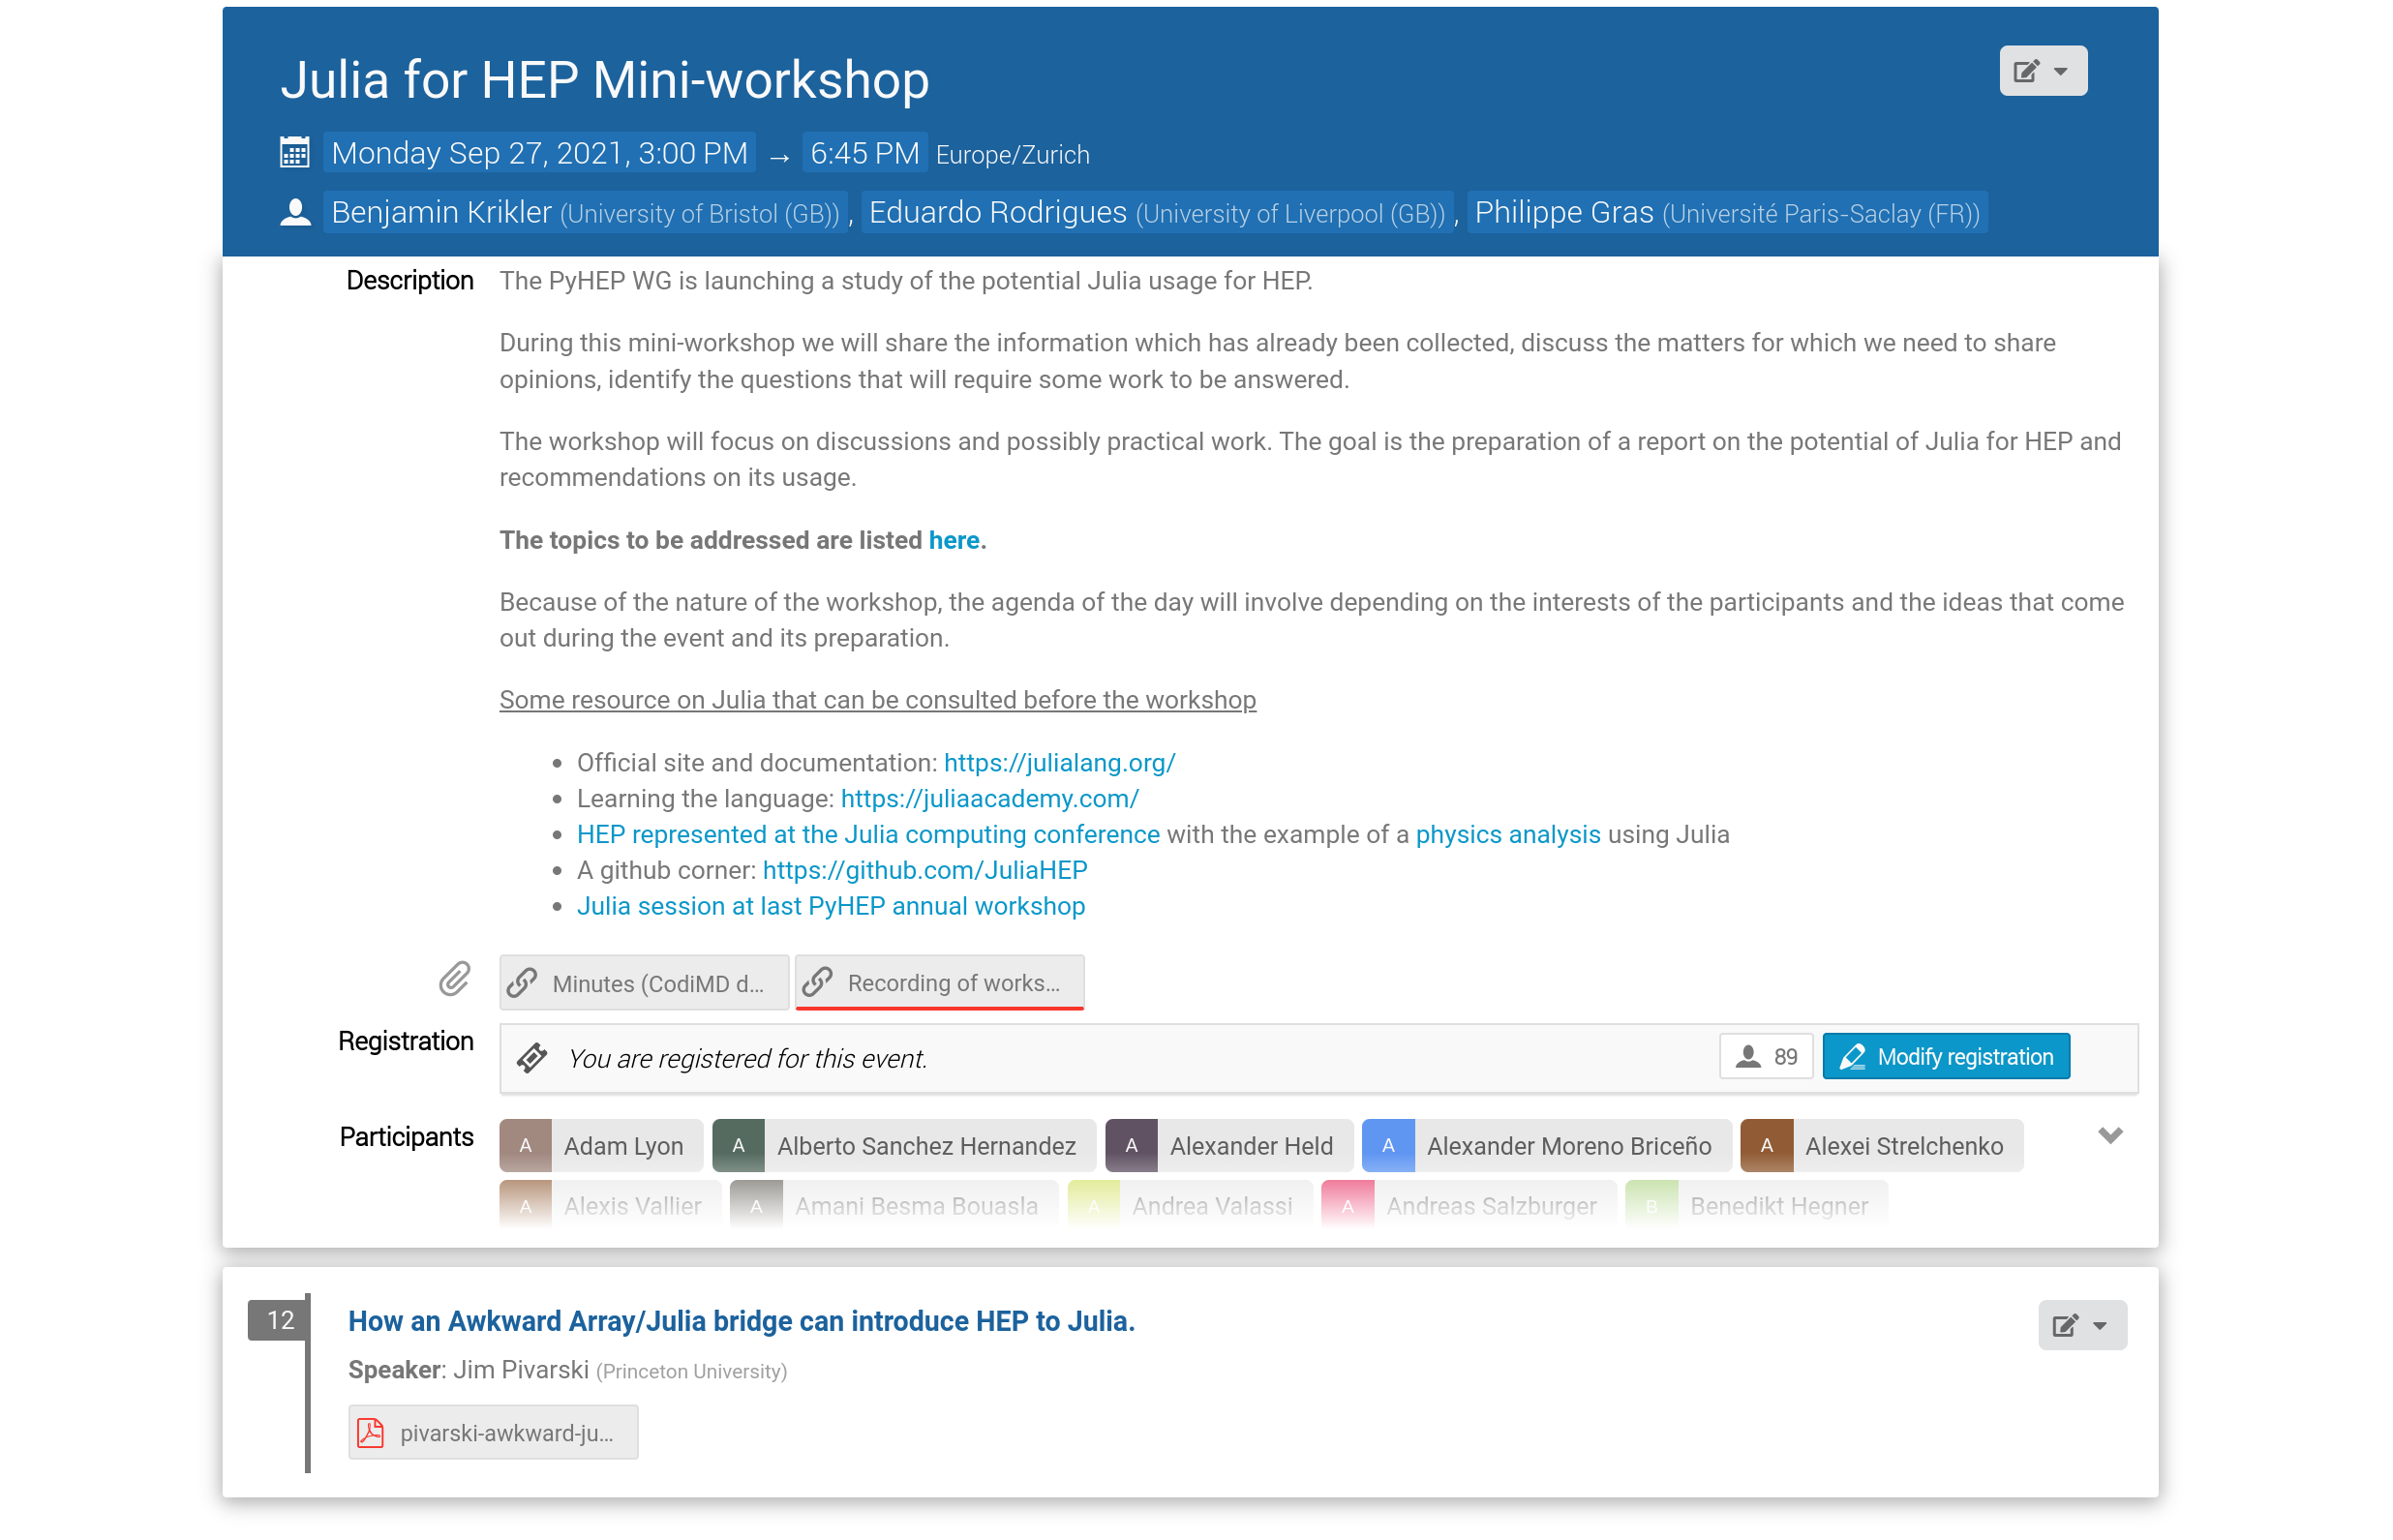 Julia for HEP Mini-workshop
Monday Sep 27, 2021, 3:00 PM → 6:45 PM Europe/Zurich
Benjamin Krikler (University of Bristol (GB)) , Eduardo Rodrigues (University of Liverpool (GB)) , Philippe Gras (Université Paris-Saclay (FR))
Description The PyHEP WG is launching a study of the potential Julia usage for HEP.
During this mini-workshop we will share the information which has already been collected, discuss the matters for which we need to share
opinions, identify the questions that will require some work to be answered.
The workshop will focus on discussions and possibly practical work. The goal is the preparation of a report on the potential of Julia for HEP and
recommendations on its usage.
The topics to be addressed are listed here.
Because of the nature of the workshop, the agenda of the day will involve depending on the interests of the participants and the ideas that come
out during the event and its preparation.
Some resource on Julia that can be consulted before the workshop
• Official site and documentation: https://julialang.org/
• Learning the language: https://juliaacademy.com/
• HEP represented at the Julia computing conference with the example of a physics analysis using Julia
• A github corner: https://github.com/JuliaHEP
• Julia session at last PyHEP annual workshop
Minutes (CodiMD d... Recording of works...
Registration You are registered for this event. 89 Modify registration
Participants A Adam Lyon A Alberto Sanchez Hernandez A Alexander Held A Alexander Moreno Briceño A Alexei Strelchenko
A Alexis Vallier A Amani Besma Bouasla A Andrea Valassi A Andreas Salzburger B Benedikt Hegner
12 How an Awkward Array/Julia bridge can introduce HEP to Julia.
Speaker: Jim Pivarski (Princeton University)
pivarski-awkward-ju...